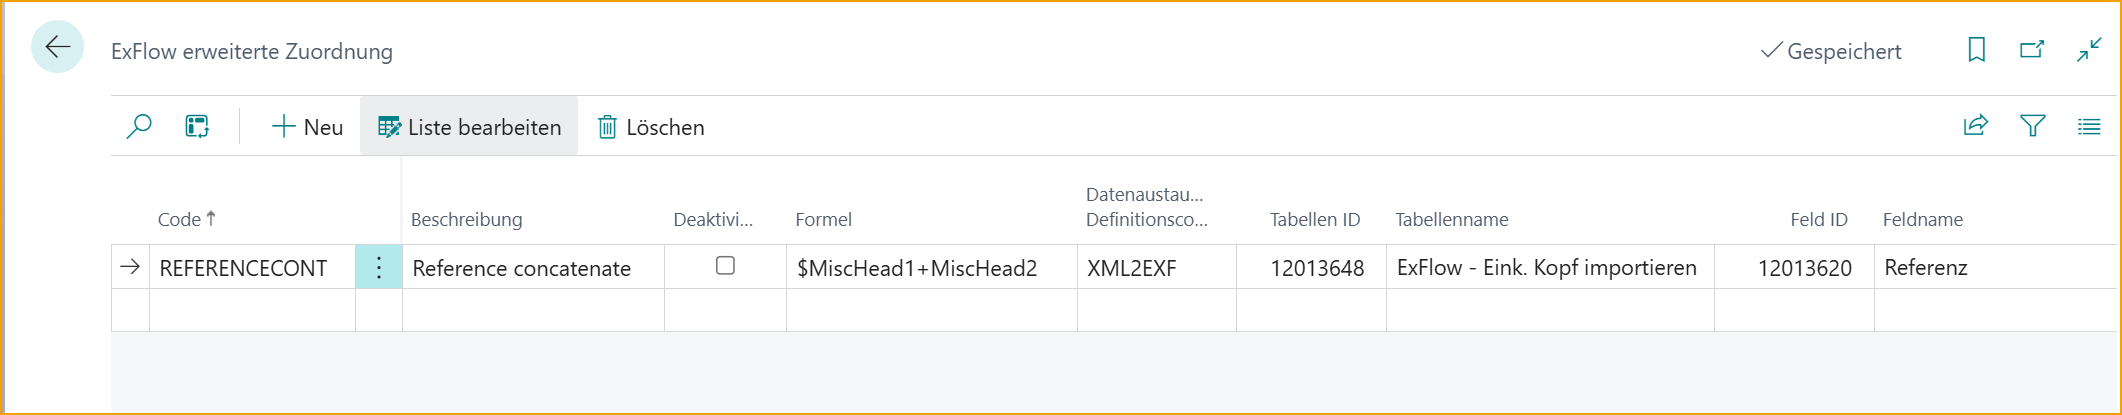 ExFlow erweiterte Zuordnung
Gespeichert
Neu
Liste bearbeiten
Löschen
Code
Beschreibung
Deaktivi...
Formel
Datenaustau...
Definitionsco...
Tabellen ID
Tabellenname
Feld ID
Feldname
REFERENCECONT
Reference concatenate
$MiscHead1+MiscHead2
XML2EXF
12013648
ExFlow - Eink. Kopf importieren
12013620
Referenz